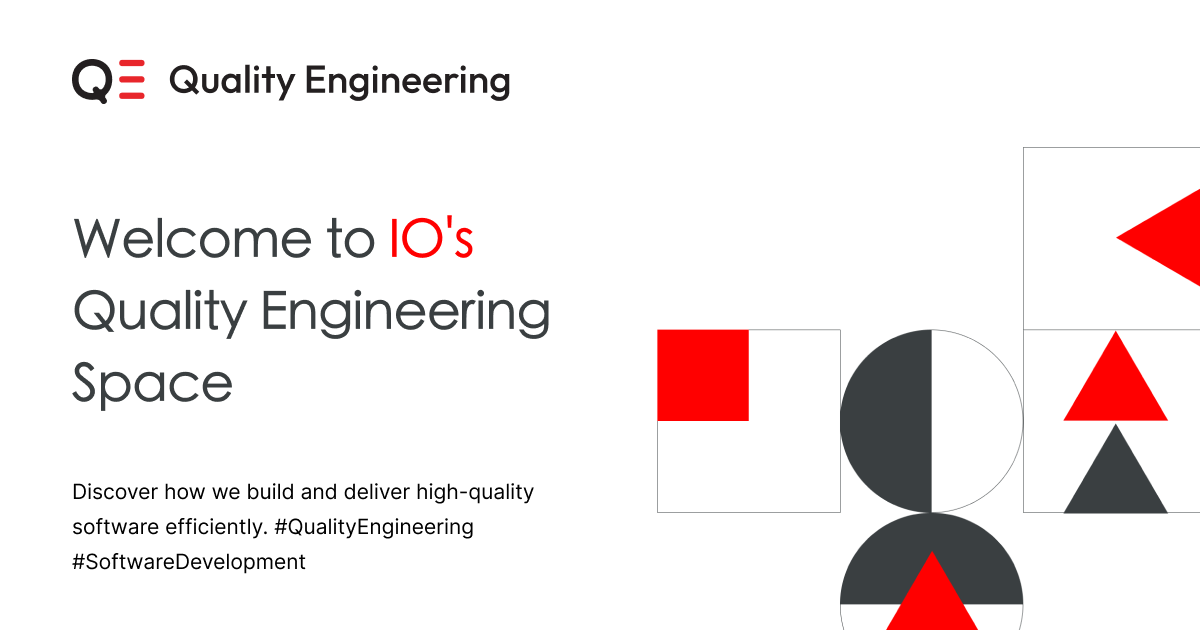 QE Quality Engineering
Welcome to IO's
Quality Engineering
Space
Discover how we build and deliver high-quality
software efficiently. #QualityEngineering
#SoftwareDevelopment